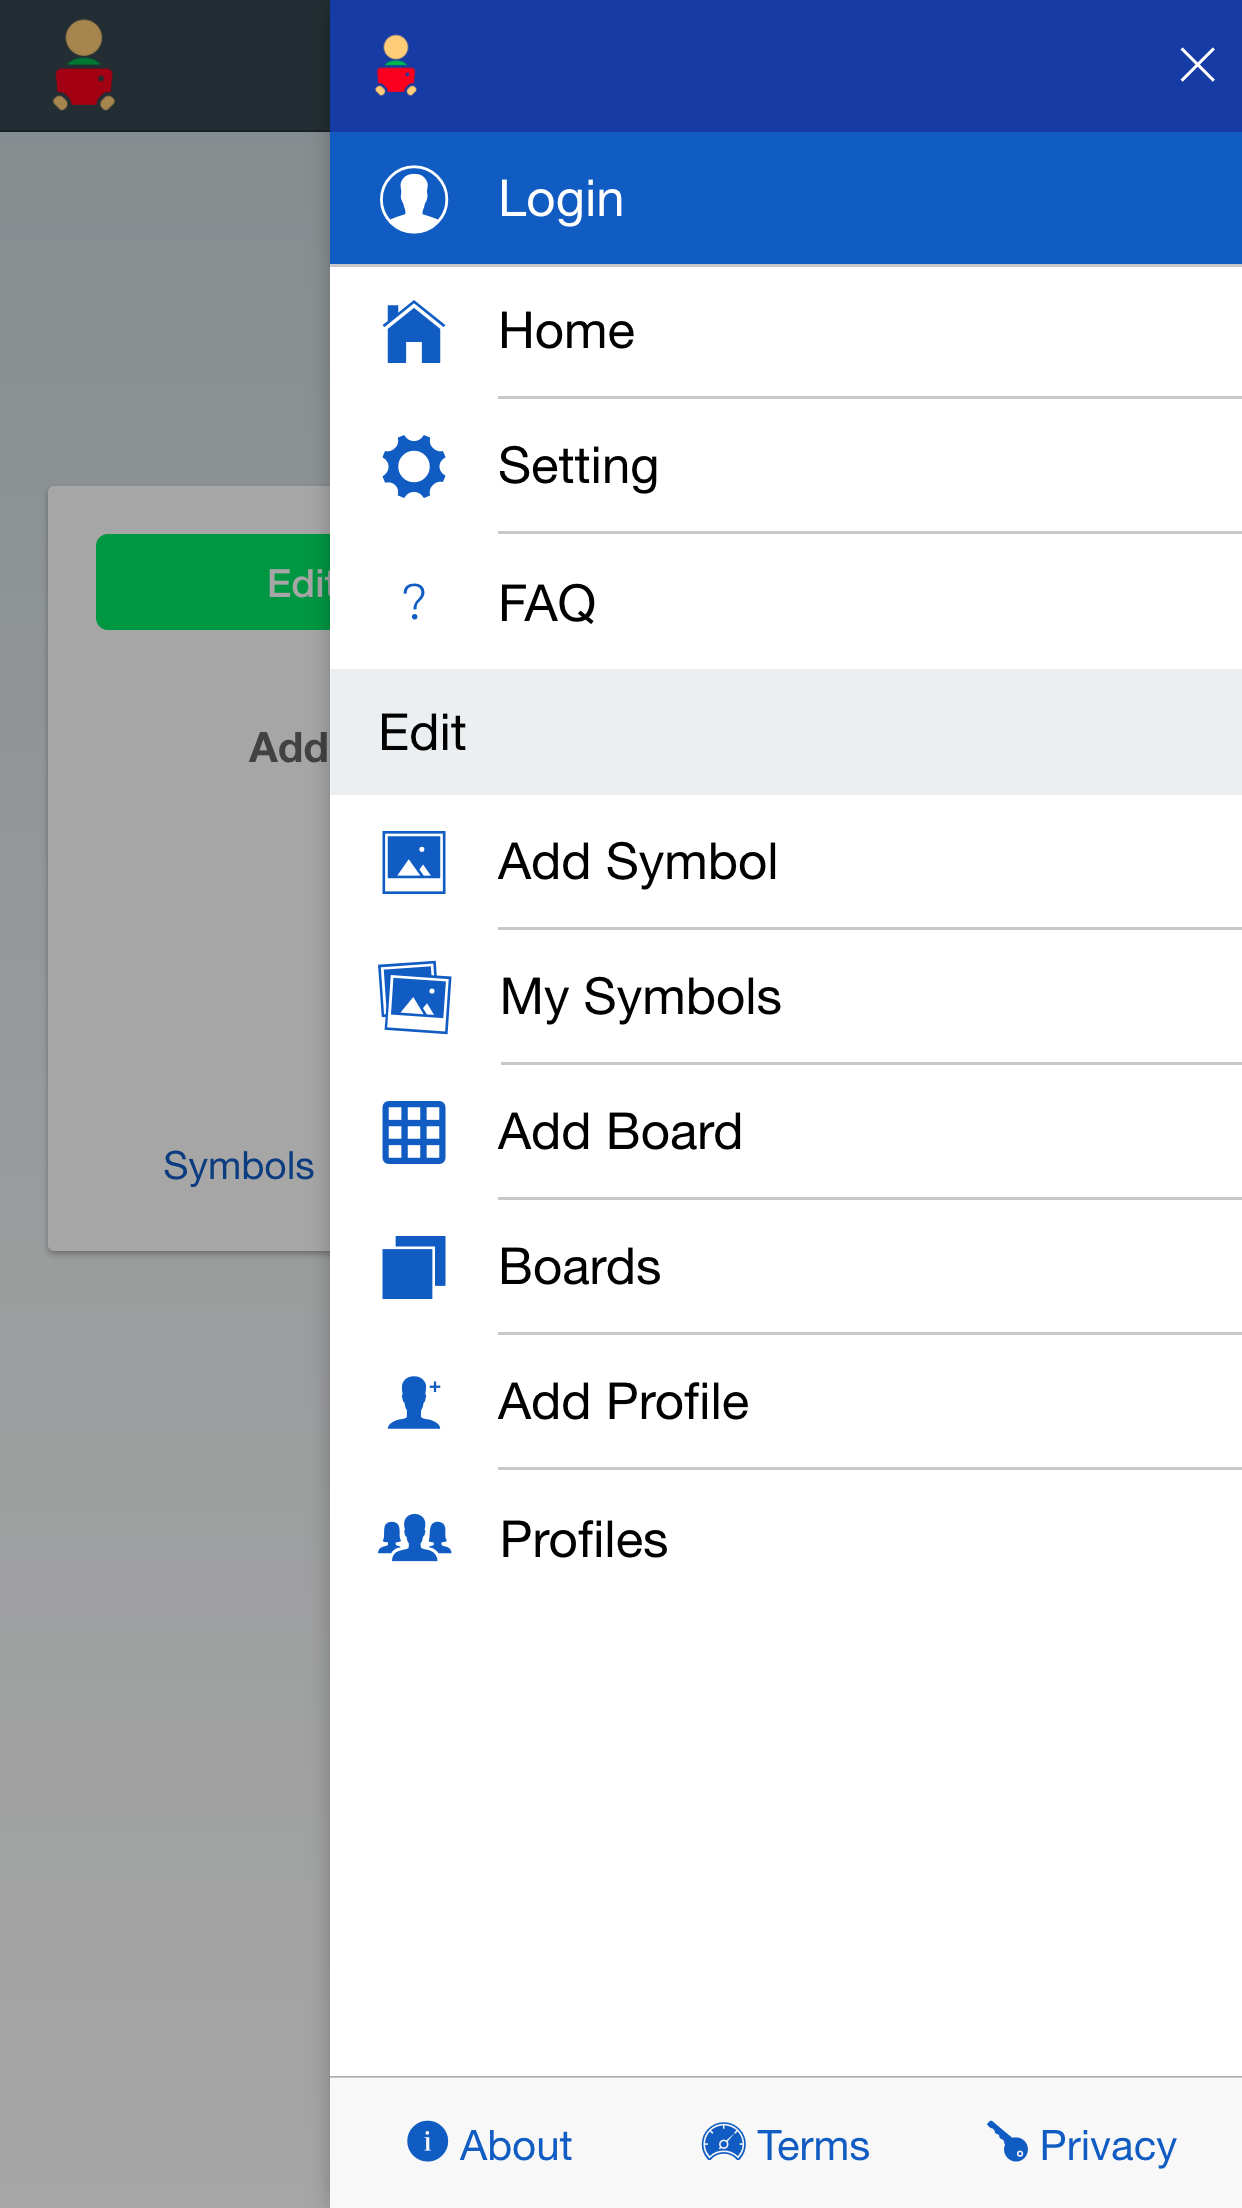 Login
Home
Setting
? FAQ
Edit
Add Symbol
My Symbols
Add Board
Boards
Add Profile
Profiles
About Terms Privacy
Edit
Add
Symbols